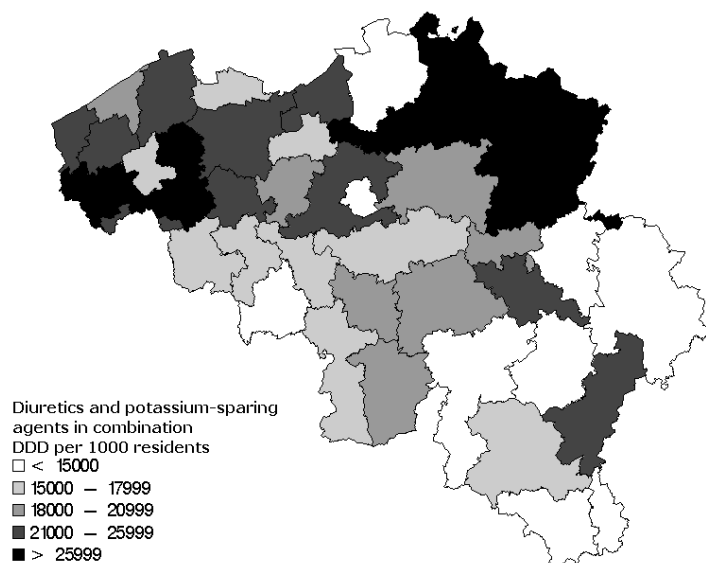 Diuretics and potassium-sparing
agents in combination
DDD per 1000 residents
< 15000
15000 – 17999
18000 – 20999
21000 – 25999
> 25999